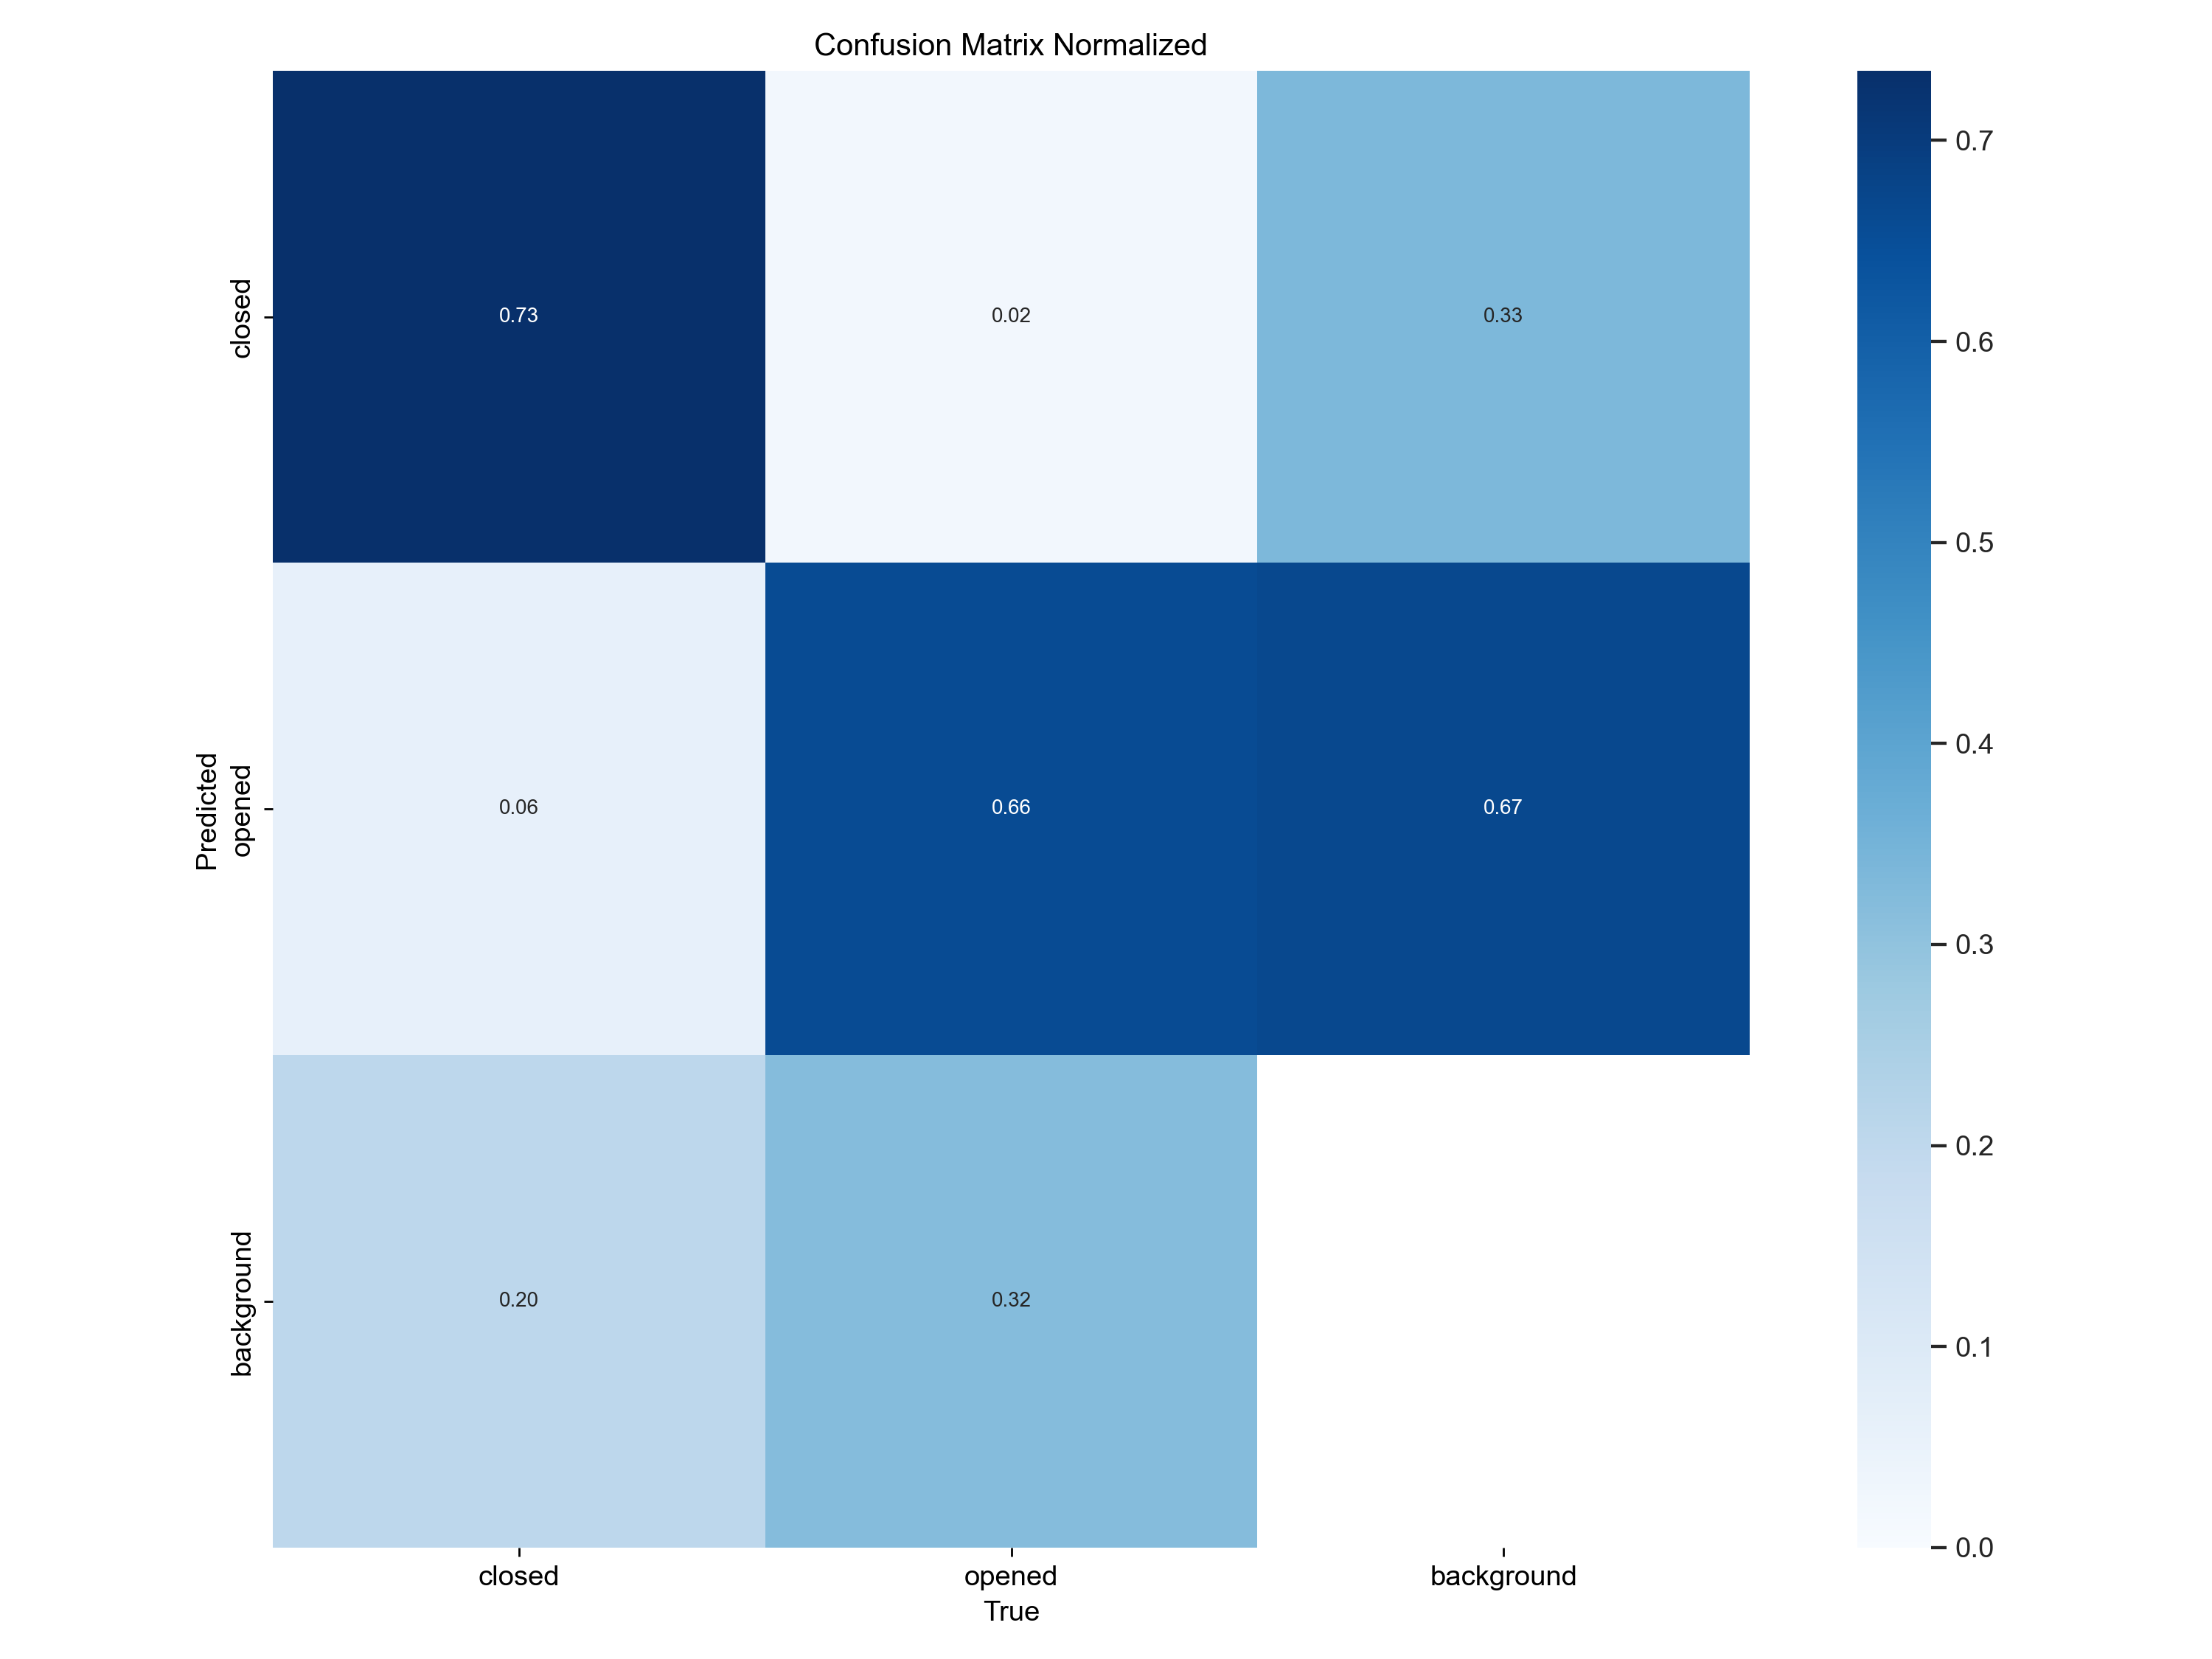 Confusion Matrix Normalized
closed
0.73
0.02
0.33
0.7
0.6
0.5
Predicted
opened
0.06
0.66
0.67
0.4
0.3
background
0.20
0.32
0.2
0.1
0.0
closed
opened
background
True